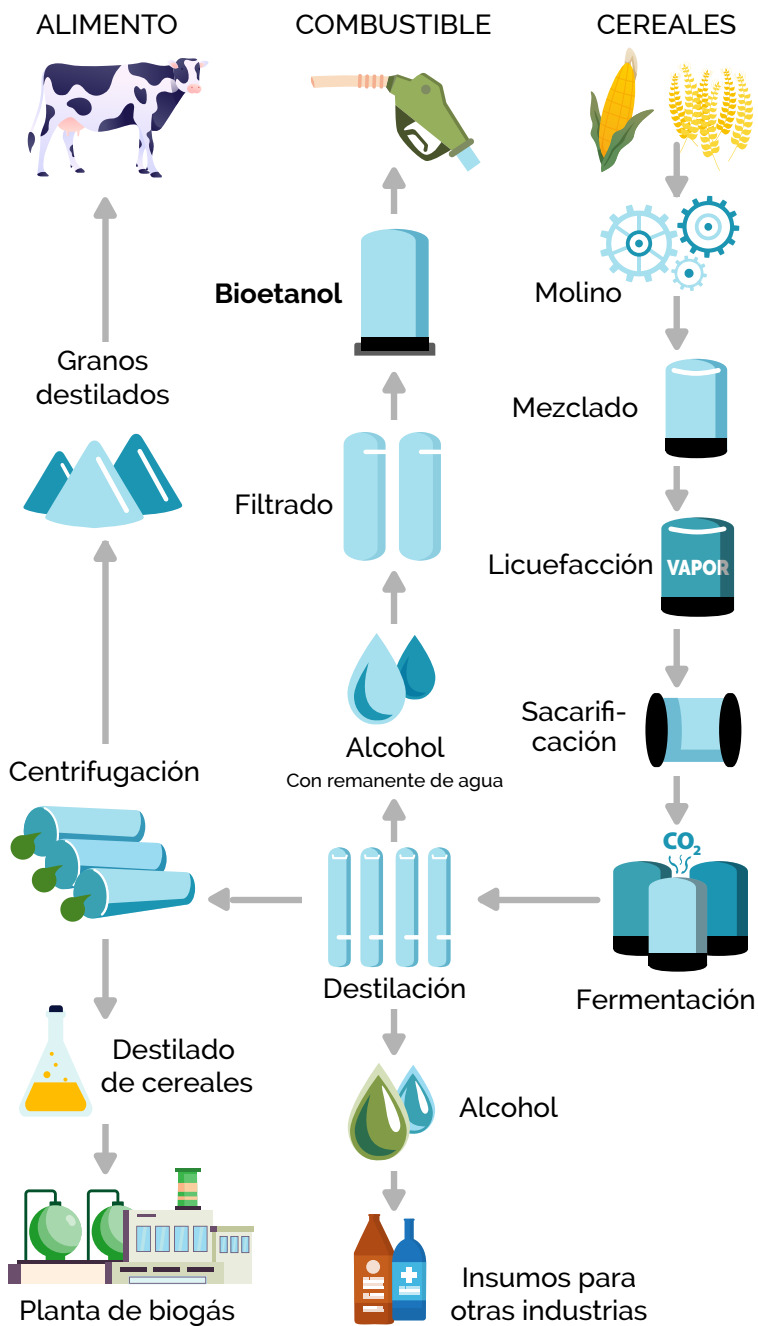 ALIMENTO
COMBUSTIBLE
CEREALES
Bioetanol
Molino
Granos
destilados
Mezclado
Filtrado
Licuefacción
VAPOR
Sacarifi-
cación
Alcohol
Con remanente de agua
Centrifugación
CO₂
Destilación
Fermentación
Destilado
de cereales
Alcohol
Planta de biogás
Insumos para
otras industrias